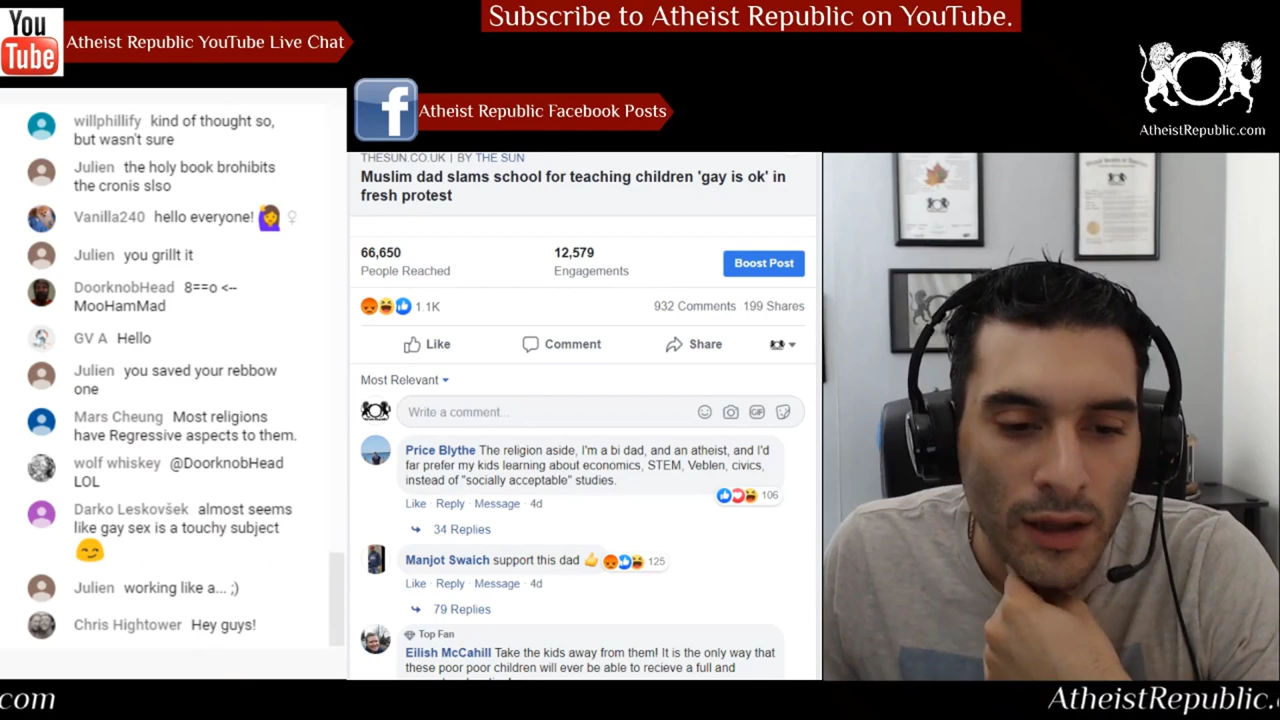 Subscribe to Atheist Republic on YouTube.
You
Tube
Atheist Republic YouTube Live Chat
f
Atheist Republic Facebook Posts
AtheistRepublic.com
willphillify kind of thought so,
but wasn't sure
Julien the holy book brohibits
the cronis slso
Vanilla240 hello everyone! 🙋♀
Julien you grillt it
DoorknobHead 8==o <--
MooHamMad
GV A Hello
Julien you saved your rebbow
one
Mars Cheung Most religions
have Regressive aspects to them.
wolf whiskey @DoorknobHead
LOL
Darko Leskovšek almost seems
like gay sex is a touchy subject
😏
Julien working like a... ;)
Chris Hightower Hey guys!
THESUN.CO.UK | BY THE SUN
Muslim dad slams school for teaching children 'gay is ok' in
fresh protest
66,650 12,579
People Reached Engagements
Boost Post
1.1K 932 Comments 199 Shares
Like Comment Share
Most Relevant
Write a comment...
GIF
Price Blythe The religion aside, I'm a bi dad, and an atheist, and I'd
far prefer my kids learning about economics, STEM, Veblen, civics,
instead of "socially acceptable" studies.
106
Like · Reply · Message · 4d
34 Replies
Manjot Swaich support this dad 👍 125
Like · Reply · Message · 4d
79 Replies
Top Fan
Eilish McCahill Take the kids away from them! It is the only way that
these poor poor children will ever be able to recieve a full and
com
AtheistRepublic.